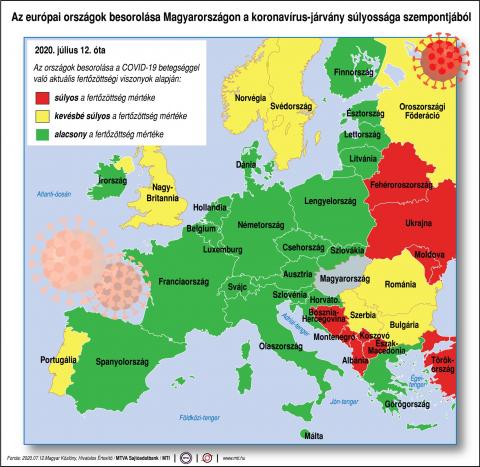 Az európai országok besorolása Magyarországon a koronavírus-járvány súlyossága szempontjából
2020. július 12. óta
Az országok besorolása a COVID-19 betegséggel
való aktuális fertőzöttségi viszonyok alapján:
súlyos a fertőzöttség mértéke
kevésbé súlyos a fertőzöttség mértéke
alacsony a fertőzöttség mértéke
Finnország
Norvégia
Svédország
Oroszországi
Föderáció
Észtország
Lettország
Litvánia
Dánia
Írország
Nagy-
Britannia
Atlanti-óceán
Fehéroroszország
Hollandia
Lengyelország
Belgium
Németország
Ukrajna
Luxemburg
Csehország
Szlovákia
Moldova
Ausztria
Magyarország
Franciaország
Svájc
Románia
Szlovénia
Horváto.
Bosznia-
Hercegovina
Szerbia
Adriai-
tenger
Bulgária
Montenegró
Koszovó
Észak-
Macedónia
Portugália
Spanyolország
Olaszország
Albánia
Török-
ország
Égei-
tenger
Jón-tenger
Görögország
Földközi-tenger
Málta
Forrás: 2020.07.12.Magyar Közlöny, Hivatalos Értesítő / MTVA Sajtóadatbank / MTI
www.mti.hu